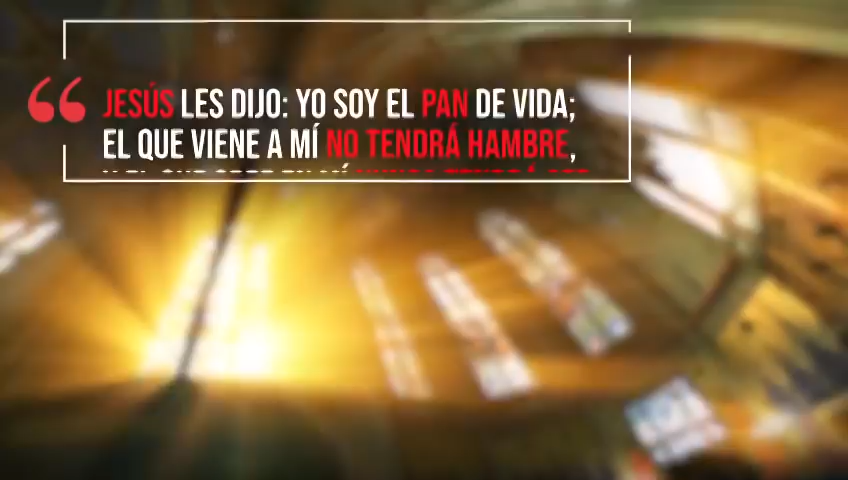 “ JESÚS LES DIJO: YO SOY EL PAN DE VIDA;
EL QUE VIENE A MÍ NO TENDRÁ HAMBRE,